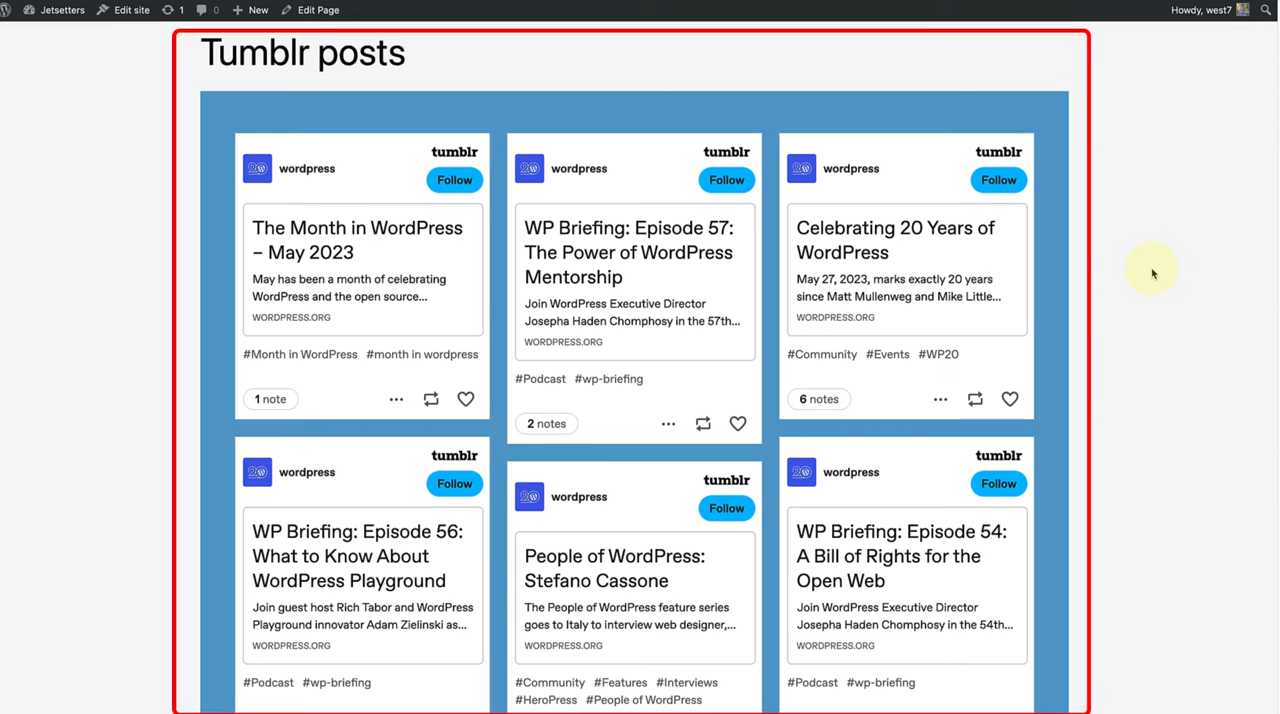 Jetsetters Edit site 1 0 New Edit Page Howdy, west7
Tumblr posts
tumblr
wordpress
Follow
The Month in WordPress
– May 2023
May has been a month of celebrating
WordPress and the open source...
WORDPRESS.ORG
#Month in WordPress #month in wordpress
1 note
tumblr
wordpress
Follow
WP Briefing: Episode 57:
The Power of WordPress
Mentorship
Join WordPress Executive Director
Josepha Haden Chomphosy in the 57th...
WORDPRESS.ORG
#Podcast #wp-briefing
2 notes
tumblr
wordpress
Follow
Celebrating 20 Years of
WordPress
May 27, 2023, marks exactly 20 years
since Matt Mullenweg and Mike Little...
WORDPRESS.ORG
#Community #Events #WP20
6 notes
tumblr
wordpress
Follow
WP Briefing: Episode 56:
What to Know About
WordPress Playground
Join guest host Rich Tabor and WordPress
Playground innovator Adam Zielinski as...
WORDPRESS.ORG
#Podcast #wp-briefing
tumblr
wordpress
Follow
People of WordPress:
Stefano Cassone
The People of WordPress feature series
goes to Italy to interview web designer,...
WORDPRESS.ORG
#Community #Features #Interviews
#HeroPress #People of WordPress
tumblr
wordpress
Follow
WP Briefing: Episode 54:
A Bill of Rights for the
Open Web
Join WordPress Executive Director
Josepha Haden Chomphosy in the 54th...
WORDPRESS.ORG
#Podcast #wp-briefing